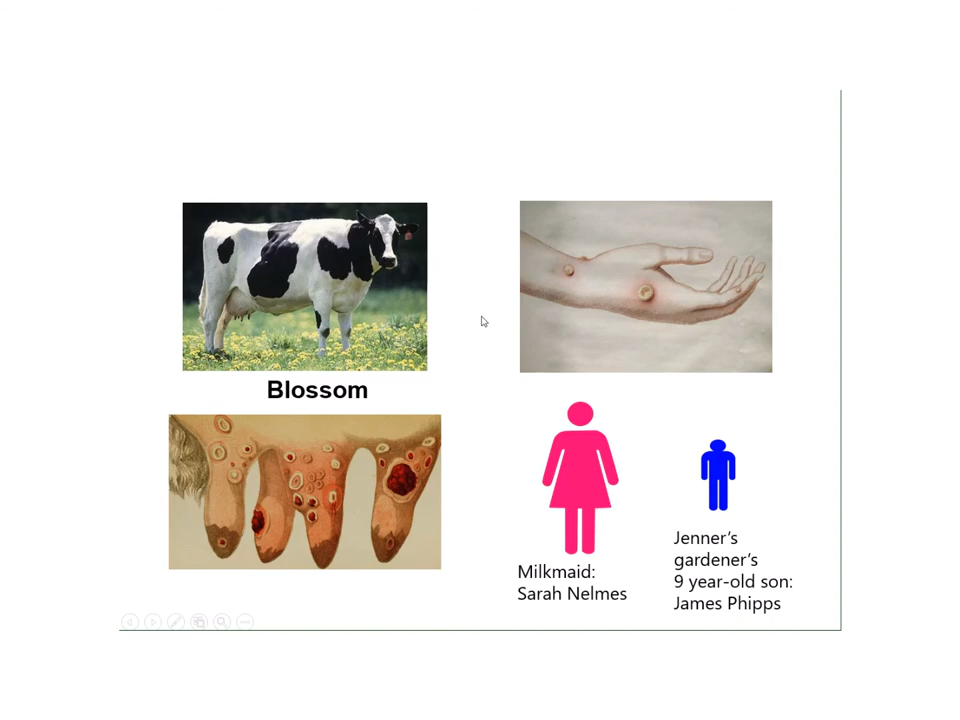 Blossom
Milkmaid:
Sarah Nelmes
Jenner’s
gardener’s
9 year-old son:
James Phipps